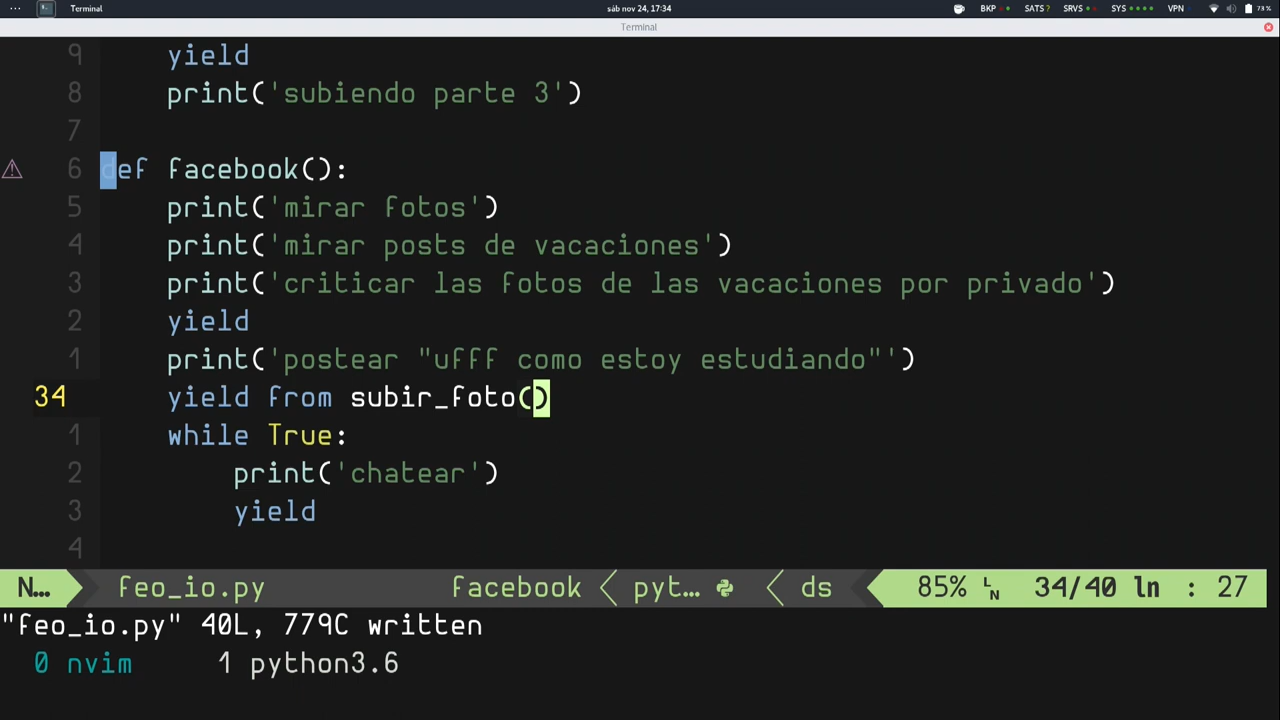 ... Terminal sáb nov 24, 17:34 BKP SATS? SRVS SYS VPN 73 %
Terminal
9 yield
8 print('subiendo parte 3')
7
6 def facebook():
5 print('mirar fotos')
4 print('mirar posts de vacaciones')
3 print('criticar las fotos de las vacaciones por privado')
2 yield
1 print('postear "ufff como estoy estudiando"')
34 yield from subir_foto()
1 while True:
2 print('chatear')
3 yield
4
N... feo_io.py facebook pyt... ds 85% LN 34/40 ln : 27
"feo_io.py" 40L, 779C written
0 nvim 1 python3.6